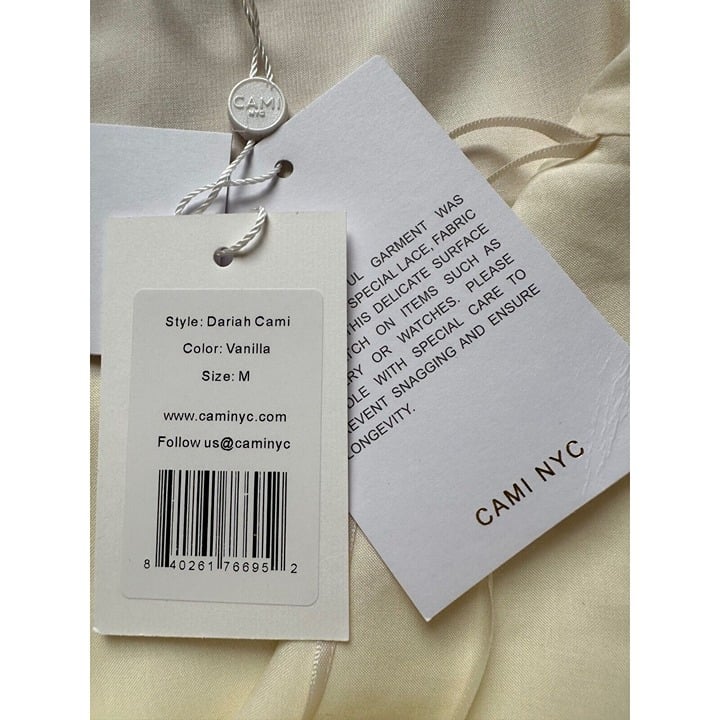 CAMI
NYC
UL GARMENT WAS
SPECIAL LACE, FABRIC
THIS DELICATE SURFACE
TCH ON ITEMS SUCH AS
RY OR WATCHES. PLEASE
DLE WITH SPECIAL CARE TO
EVENT SNAGGING AND ENSURE
LONGEVITY.
CAMI NYC
Style: Dariah Cami
Color: Vanilla
Size: M
www.caminyc.com
Follow us@caminyc
8 40261 76695 2